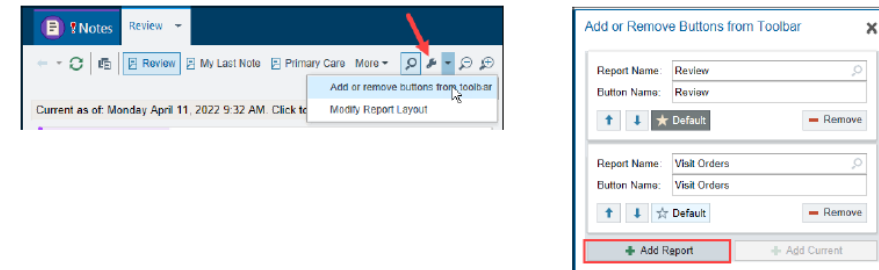 Notes Review
Review My Last Note Primary Care More
Add or remove buttons from toolbar
Current as of: Monday April 11, 2022 9:32 AM. Click to
Modify Report Layout
Add or Remove Buttons from Toolbar X
Report Name: Review
Button Name: Review
Default Remove
Report Name: Visit Orders
Button Name: Visit Orders
Default Remove
Add Report Add Current